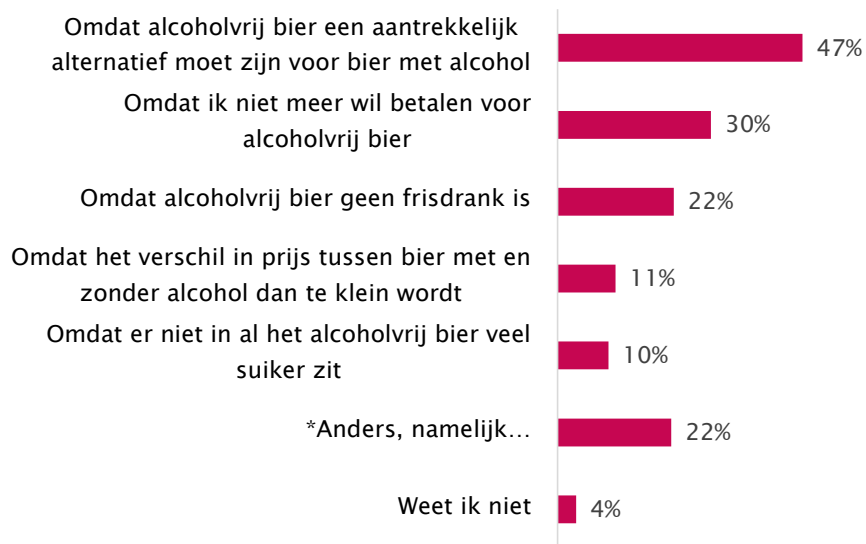 Omdat alcoholvrij bier een aantrekkelijk
alternatief moet zijn voor bier met alcohol
47%
Omdat ik niet meer wil betalen voor
alcoholvrij bier
30%
Omdat alcoholvrij bier geen frisdrank is
22%
Omdat het verschil in prijs tussen bier met en
zonder alcohol dan te klein wordt
11%
Omdat er niet in al het alcoholvrij bier veel
suiker zit
10%
*Anders, namelijk…
22%
Weet ik niet
4%